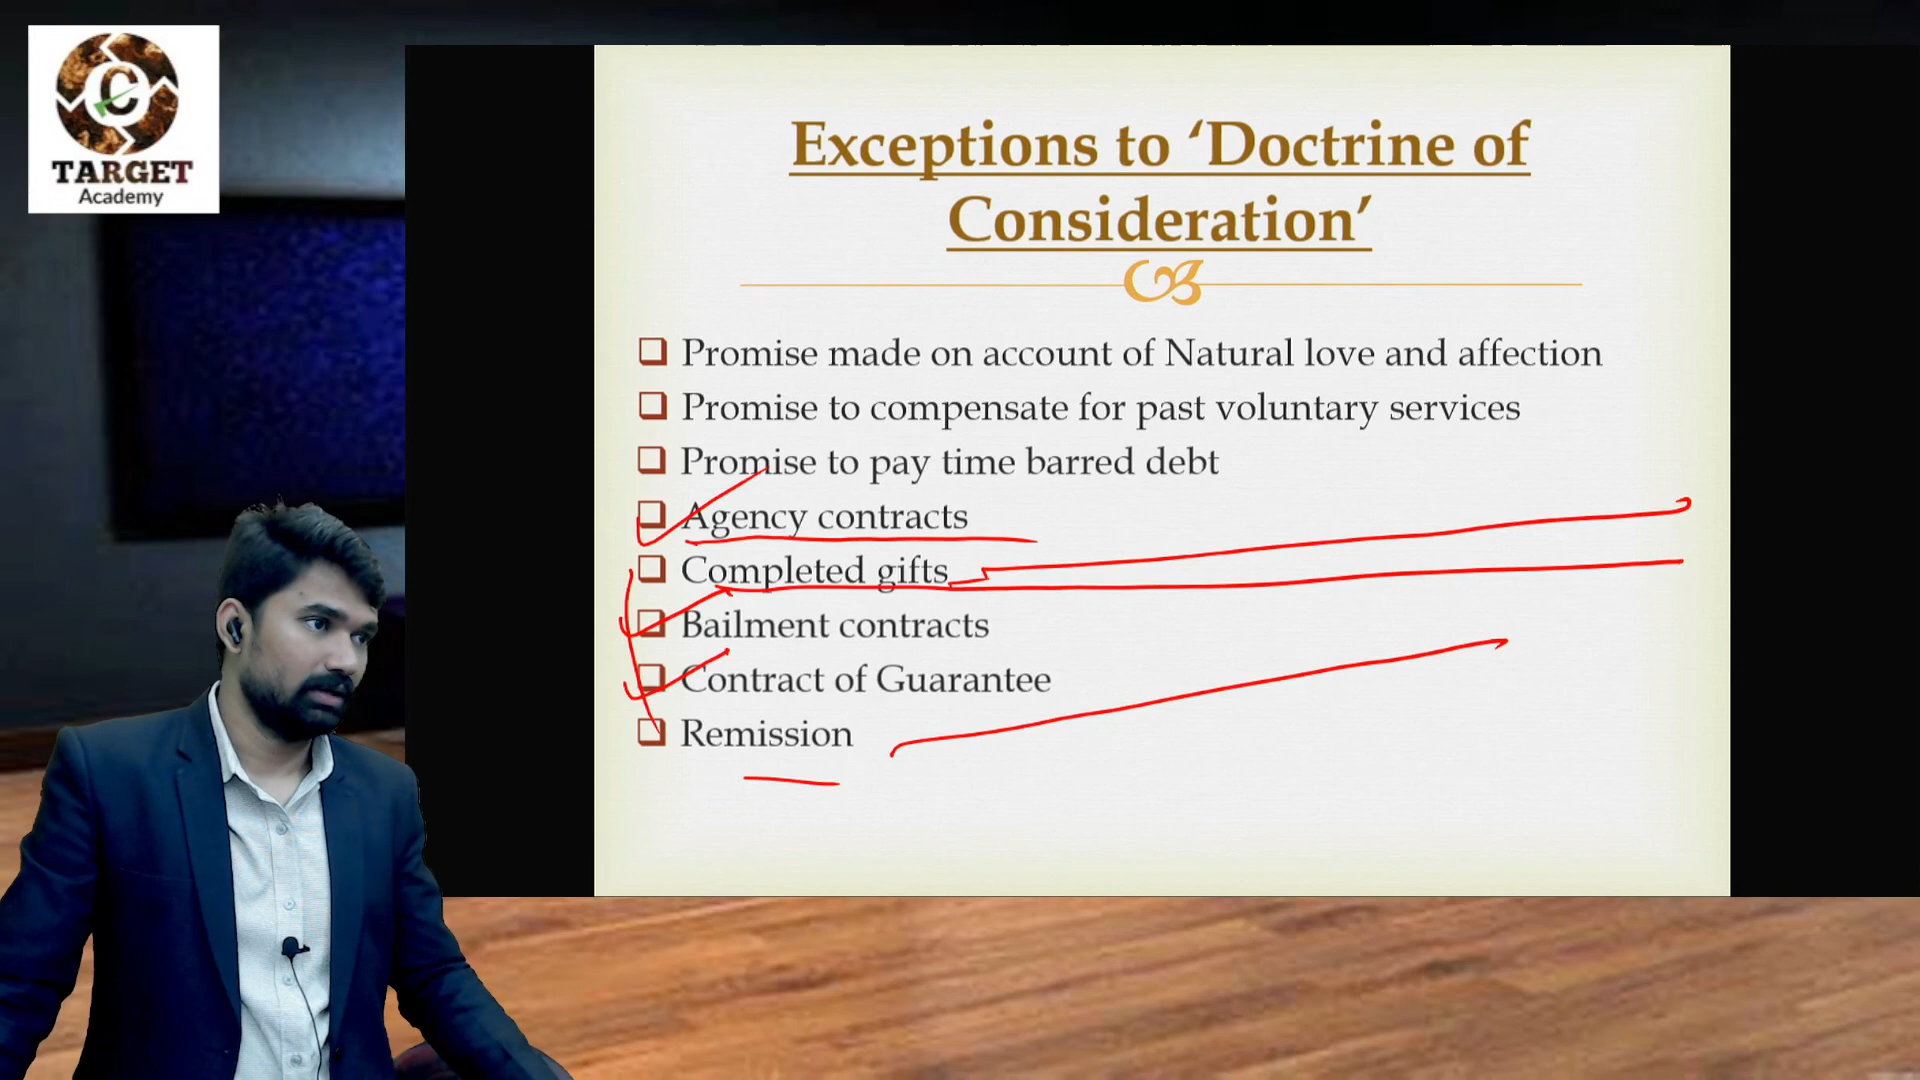 C
TARGET
Academy
Exceptions to ‘Doctrine of
Consideration’
Promise made on account of Natural love and affection
Promise to compensate for past voluntary services
Promise to pay time barred debt
Agency contracts
Completed gifts
Bailment contracts
Contract of Guarantee
Remission